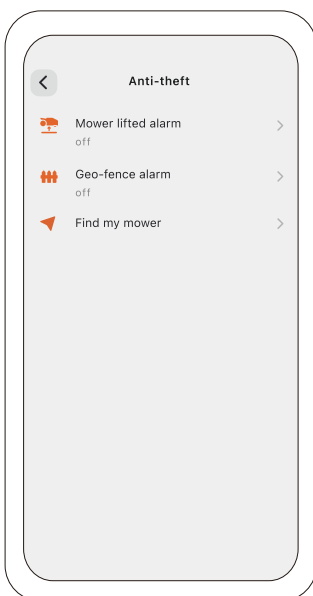 Anti-theft
Mower lifted alarm
off
Geo-fence alarm
off
Find my mower